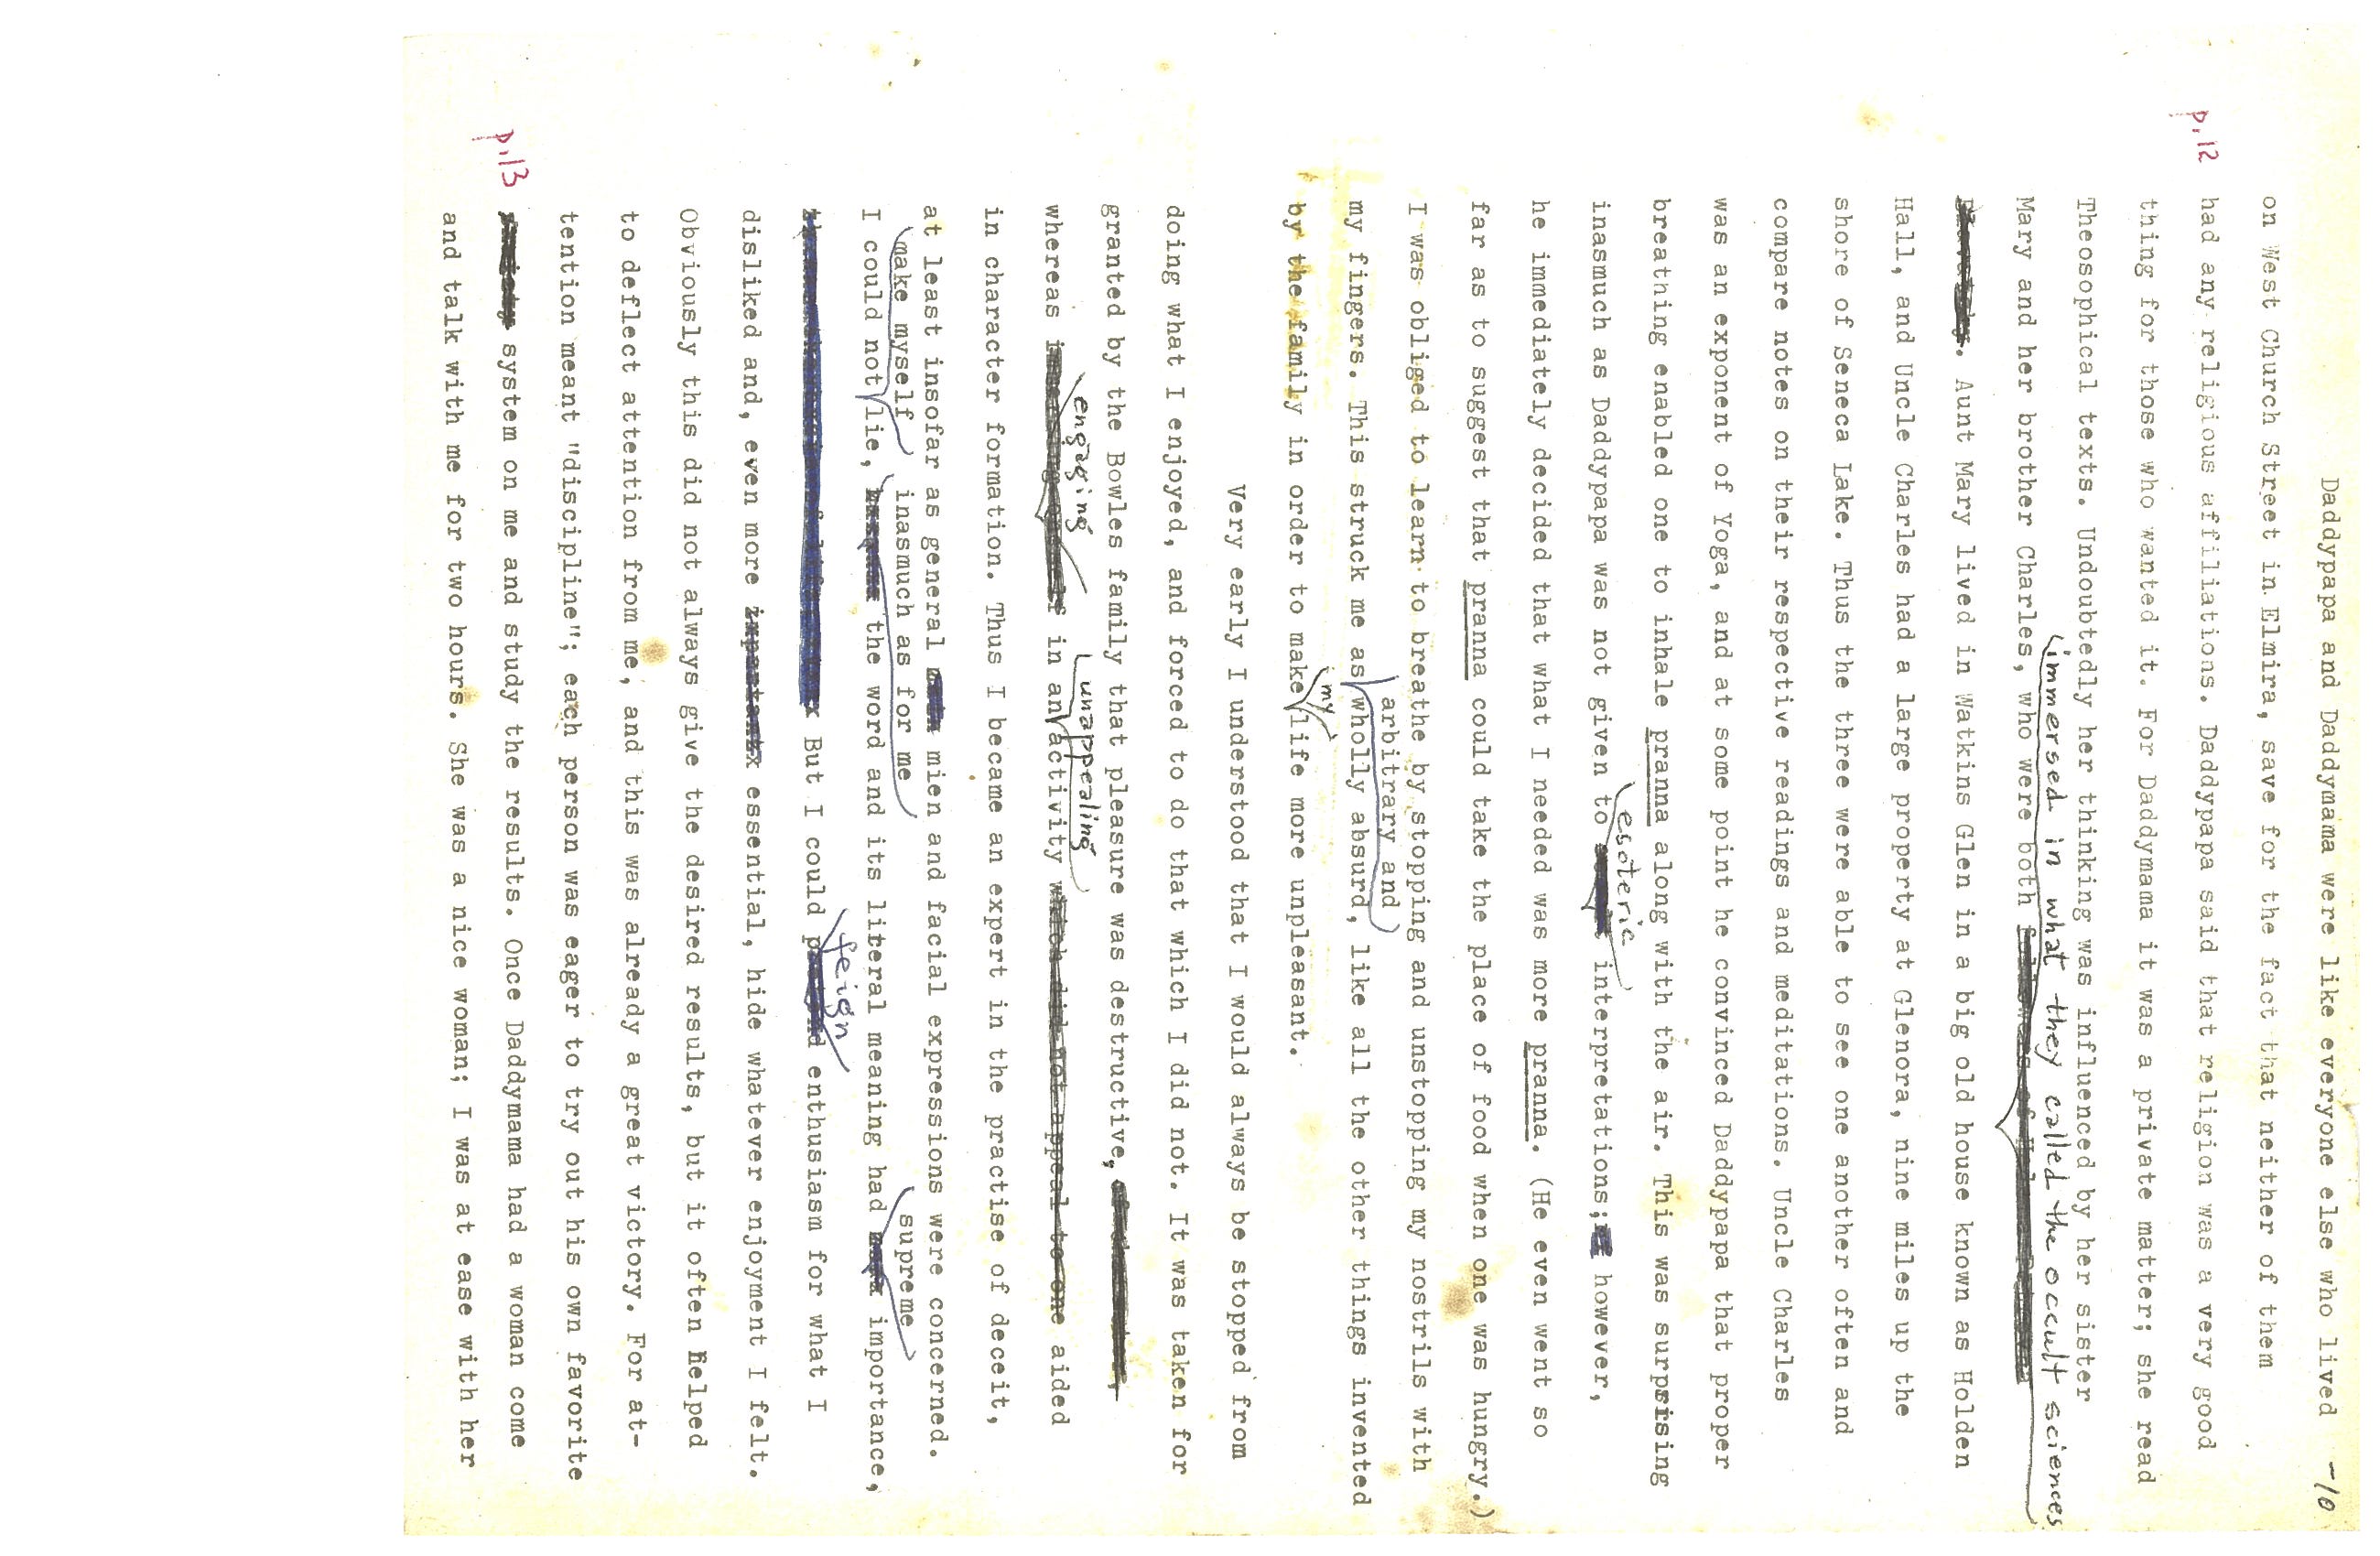 -10
Daddypapa and Daddymama were like everyone else who lived
on West Church Street in Elmira, save for the fact that neither of them
p.12
had any religious affiliations. Daddypapa said that religion was a very good
thing for those who wanted it. For Daddymama it was a private matter; she read
Theosophical texts. Undoubtedly her thinking was influenced by her sister
immersed in what they called the occult sciences
Mary and her brother Charles, who were both
. Aunt Mary lived in Watkins Glen in a big old house known as Holden
Hall, and Uncle Charles had a large property at Glenora, nine miles up the
shore of Seneca Lake. Thus the three were able to see one another often and
compare notes on their respective readings and meditations. Uncle Charles
was an exponent of Yoga, and at some point he convinced Daddypapa that proper
breathing enabled one to inhale pranna along with the air. This was surprising
esoteric
inasmuch as Daddypapa was not given to interpretations; however,
he immediately decided that what I needed was more pranna. (He even went so
far as to suggest that pranna could take the place of food when one was hungry.)
I was obliged to learn to breathe by stopping and unstopping my nostrils with
arbitrary and
my fingers. This struck me as wholly absurd, like all the other things invented
my
by the family in order to make life more unpleasant.
Very early I understood that I would always be stopped from
doing what I enjoyed, and forced to do that which I did not. It was taken for
granted by the Bowles family that pleasure was destructive,
engaging unappealing
whereas in an activity which did not appeal to one aided
in character formation. Thus I became an expert in the practise of deceit,
at least insofar as general mien and facial expressions were concerned.
make myself inasmuch as for me supreme
I could not lie, the word and its literal meaning had importance,
feign
But I could enthusiasm for what I
disliked and, even more essential, hide whatever enjoyment I felt.
Obviously this did not always give the desired results, but it often helped
to deflect attention from me, and this was already a great victory. For at-
tention meant "discipline"; each person was eager to try out his own favorite
p.13
system on me and study the results. Once Daddymama had a woman come
and talk with me for two hours. She was a nice woman; I was at ease with her